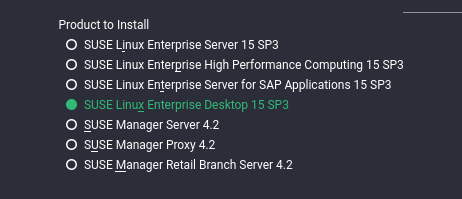 Product to Install
SUSE Linux Enterprise Server 15 SP3
SUSE Linux Enterprise High Performance Computing 15 SP3
SUSE Linux Enterprise Server for SAP Applications 15 SP3
SUSE Linux Enterprise Desktop 15 SP3
SUSE Manager Server 4.2
SUSE Manager Proxy 4.2
SUSE Manager Retail Branch Server 4.2